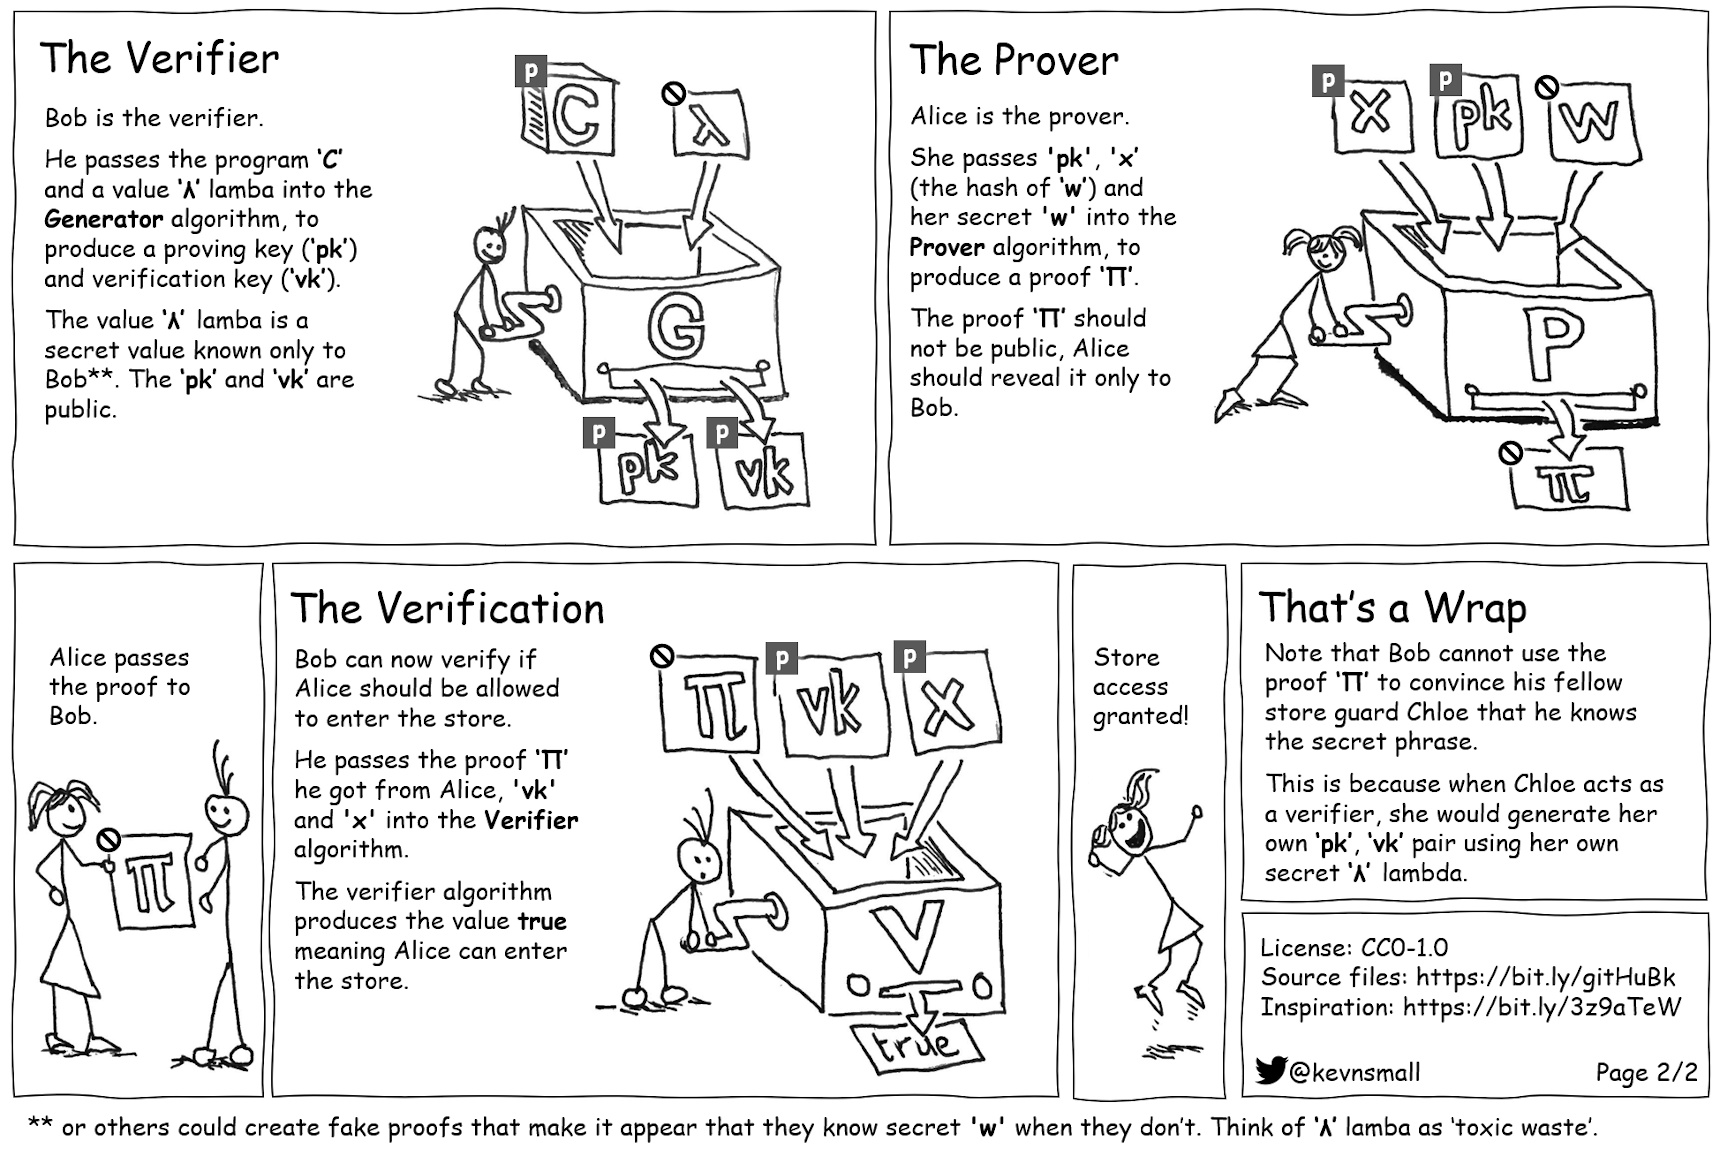 The Verifier
Bob is the verifier.
He passes the program ‘C’
and a value ‘⅄’ lamba into the
Generator algorithm, to
produce a proving key (‘pk’)
and verification key (‘vk’).
The value ‘⅄’ lamba is a
secret value known only to
Bob**. The ‘pk’ and ‘vk’ are
public.
p
C
λ
G
p
pk
p
vk
The Prover
Alice is the prover.
She passes 'pk', 'x’
(the hash of ‘w’) and
her secret 'w' into the
Prover algorithm, to
produce a proof ‘Π’.
The proof ‘Π’ should
not be public, Alice
should reveal it only to
Bob.
p
x
p
pk
w
P
π
Alice passes
the proof to
Bob.
π
The Verification
Bob can now verify if
Alice should be allowed
to enter the store.
He passes the proof ‘Π’
he got from Alice, 'vk'
and 'x' into the Verifier
algorithm.
The verifier algorithm
produces the value true
meaning Alice can enter
the store.
π
p
vk
p
x
V
true
Store
access
granted!
That’s a Wrap
Note that Bob cannot use the
proof ‘Π’ to convince his fellow
store guard Chloe that he knows
the secret phrase.
This is because when Chloe acts as
a verifier, she would generate her
own ‘pk’, ‘vk’ pair using her own
secret ‘⅄’ lambda.
License: CC0-1.0
Source files: https://bit.ly/gitHuBk
Inspiration: https://bit.ly/3z9aTeW
@kevnsmall
Page 2/2
** or others could create fake proofs that make it appear that they know secret 'w' when they don’t. Think of ‘⅄’ lamba as ‘toxic waste’.